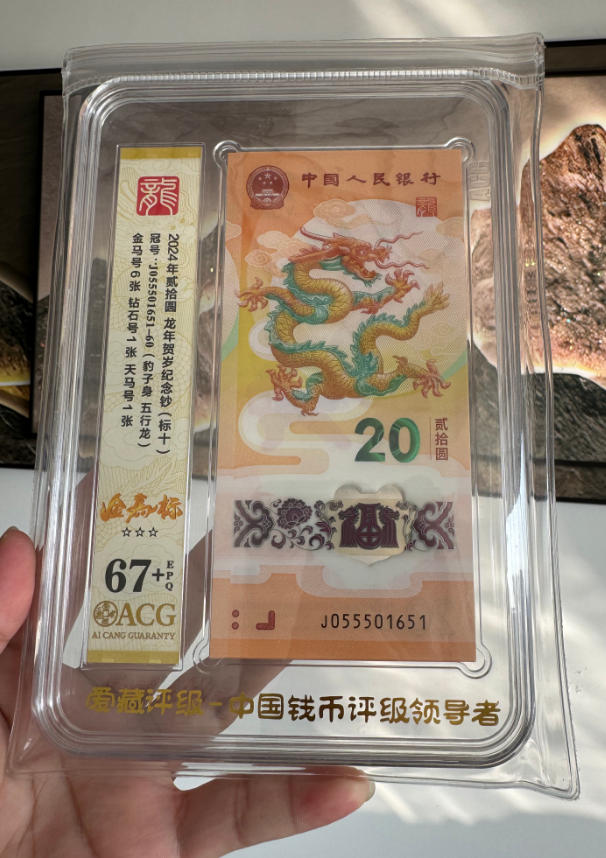 龍
2024年贰拾圆 龙年贺岁纪念钞（标十）
冠号：J055501651-60（豹子身 五行龙）
金马号6张 钻石号1张 天马号1张
☆☆☆
67+
EPQ
ACG
AI CANG GUARANTY
中国人民银行
20
贰拾圆
J055501651
爱藏评级-中国钱币评级领导者